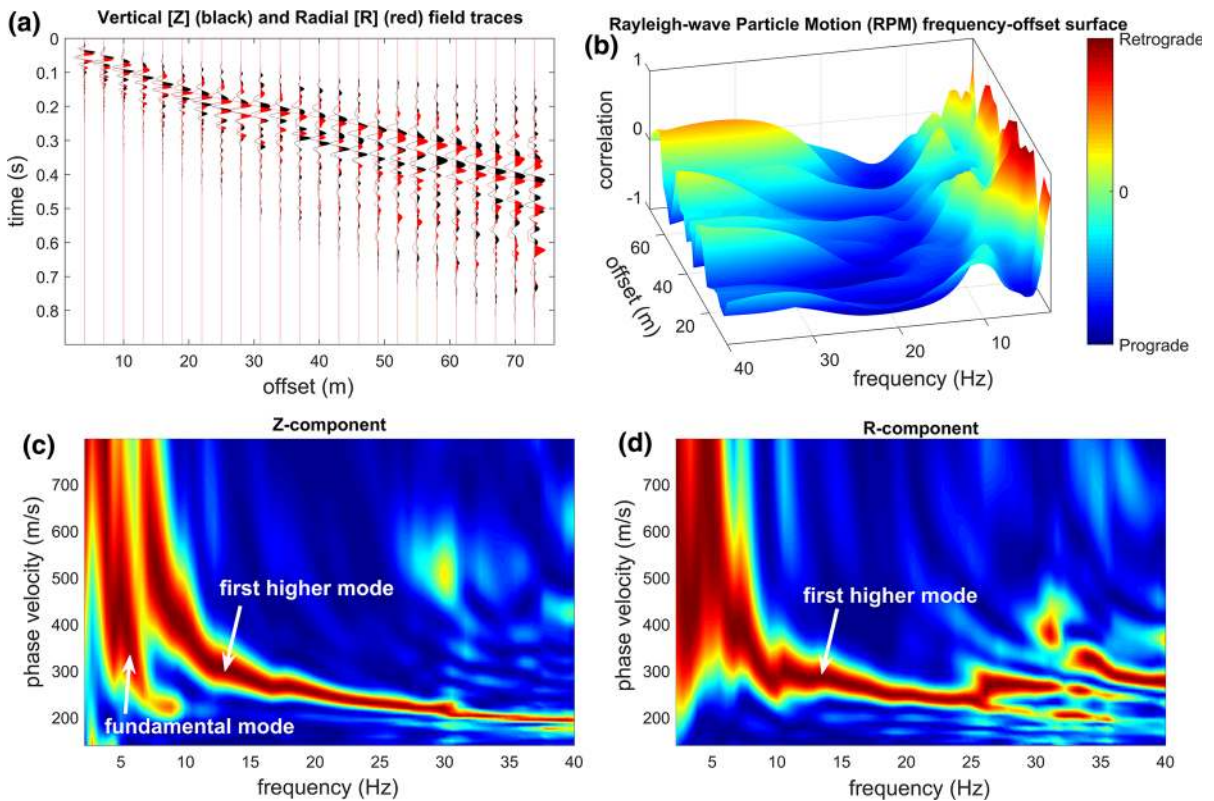 (a)
Vertical [Z] (black) and Radial [R] (red) field traces
0
0.1
0.2
0.3
0.4
0.5
0.6
0.7
0.8
time (s)
10 20 30 40 50 60 70
offset (m)
(b)
Rayleigh-wave Particle Motion (RPM) frequency-offset surface
1
0
-1
correlation
60
40
20
offset (m)
40 30 20 10
frequency (Hz)
Retrograde
0
Prograde
(c)
Z-component
700
600
500
400
300
200
phase velocity (m/s)
first higher mode
fundamental mode
5 10 15 20 25 30 35 40
frequency (Hz)
(d)
R-component
700
600
500
400
300
200
phase velocity (m/s)
first higher mode
5 10 15 20 25 30 35 40
frequency (Hz)